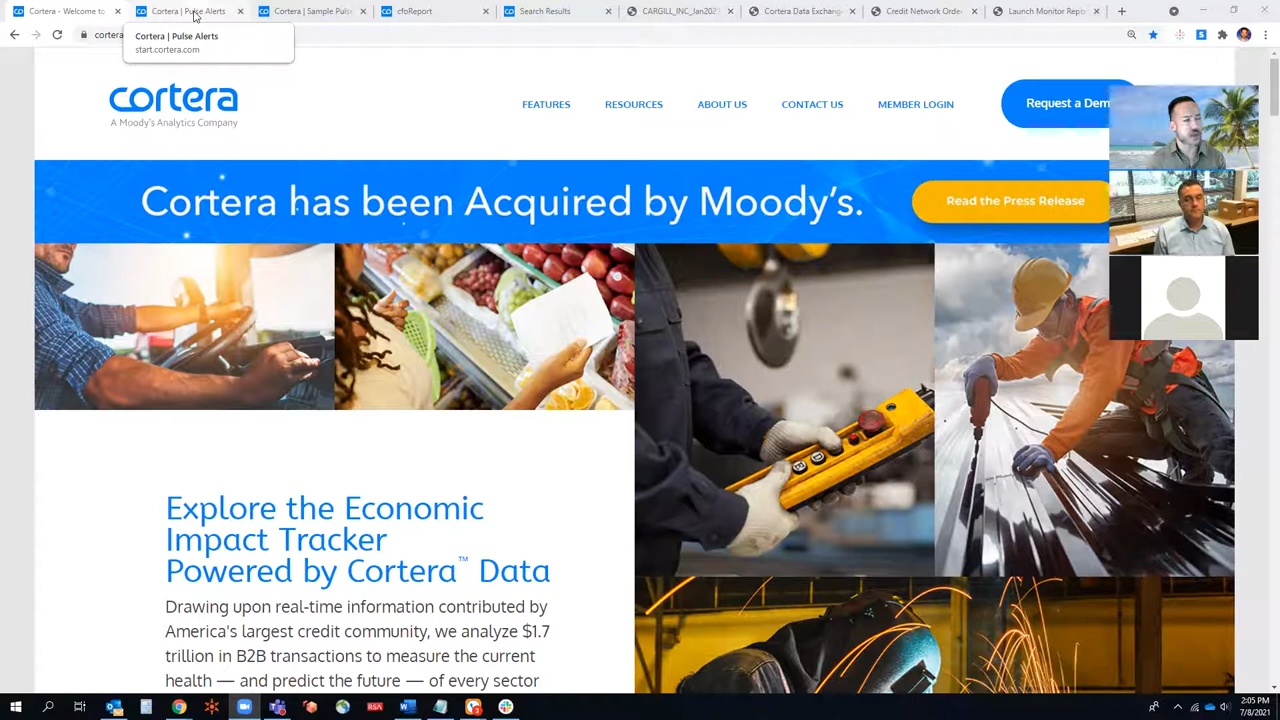 Cortera - Welcome to
Cortera | Pulse Alerts
Cortera | Sample Pulse
cfoReport
Search Results
CARGILL_INC_Jan202
Cortera Data Exchan
Credit Network Orde
Launch Monitor Repo
cortera
Cortera | Pulse Alerts
start.cortera.com
cortera
A Moody's Analytics Company
FEATURES
RESOURCES
ABOUT US
CONTACT US
MEMBER LOGIN
Request a Dem
Cortera has been Acquired by Moody's.
Read the Press Release
Explore the Economic
Impact Tracker
Powered by Cortera™ Data
Drawing upon real-time information contributed by
America's largest credit community, we analyze $1.7
trillion in B2B transactions to measure the current
health — and predict the future — of every sector
RSA
2:05 PM
7/8/2021